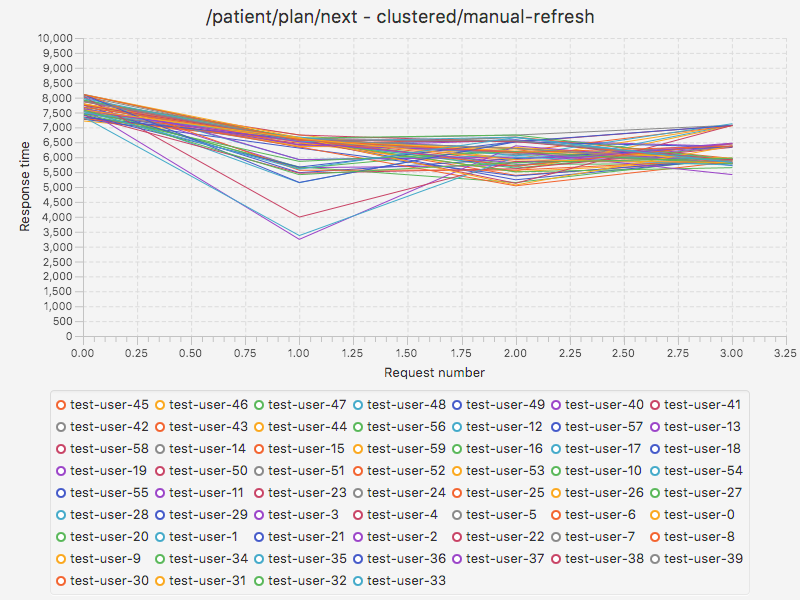 /patient/plan/next - clustered/manual-refresh
10,000
9,500
9,000
8,500
8,000
7,500
7,000
6,500
6,000
5,500
5,000
4,500
4,000
3,500
3,000
2,500
2,000
1,500
1,000
500
0
Response time
0.00 0.25 0.50 0.75 1.00 1.25 1.50 1.75 2.00 2.25 2.50 2.75 3.00 3.25
Request number
test-user-45 test-user-46 test-user-47 test-user-48 test-user-49 test-user-40 test-user-41
test-user-42 test-user-43 test-user-44 test-user-56 test-user-12 test-user-57 test-user-13
test-user-58 test-user-14 test-user-15 test-user-59 test-user-16 test-user-17 test-user-18
test-user-19 test-user-50 test-user-51 test-user-52 test-user-53 test-user-10 test-user-54
test-user-55 test-user-11 test-user-23 test-user-24 test-user-25 test-user-26 test-user-27
test-user-28 test-user-29 test-user-3 test-user-4 test-user-5 test-user-6 test-user-0
test-user-20 test-user-1 test-user-21 test-user-2 test-user-22 test-user-7 test-user-8
test-user-9 test-user-34 test-user-35 test-user-36 test-user-37 test-user-38 test-user-39
test-user-30 test-user-31 test-user-32 test-user-33